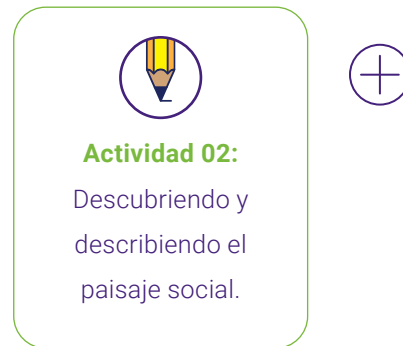 Actividad 02:
Descubriendo y
describiendo el
paisaje social.